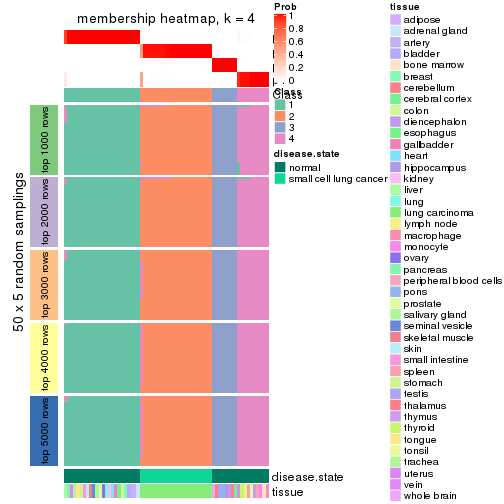 membership heatmap, k = 4
50 x 5 random samplings
top 1000 rows
top 2000 rows
top 3000 rows
top 4000 rows
top 5000 rows
Prob
1
0.8
0.6
0.4
0.2
0
Class
Class
1
2
3
4
disease.state
normal
small cell lung cancer
disease.state
tissue
tissue
adipose
adrenal gland
artery
bladder
bone marrow
breast
cerebellum
cerebral cortex
colon
diencephalon
esophagus
gallbladder
heart
hippocampus
kidney
liver
lung
lung carcinoma
lymph node
macrophage
monocyte
ovary
pancreas
peripheral blood cells
pons
prostate
salivary gland
seminal vesicle
skeletal muscle
skin
small intestine
spleen
stomach
testis
thalamus
thymus
thyroid
tongue
tonsil
trachea
uterus
vein
whole brain